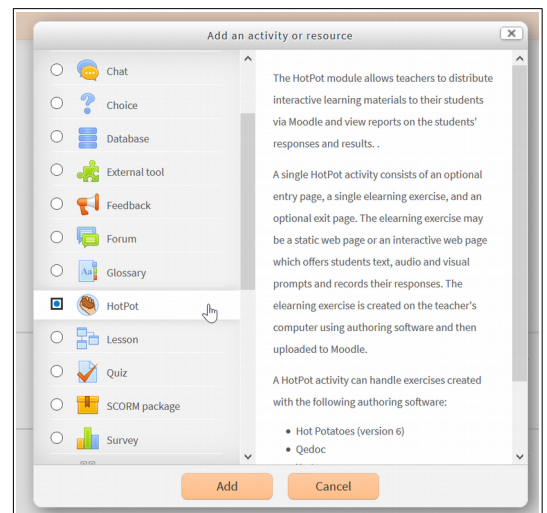 Add an activity or resource
Chat
Choice
Database
External tool
Feedback
Forum
Glossary
HotPot
Lesson
Quiz
SCORM package
Survey
The HotPot module allows teachers to distribute
interactive learning materials to their students
via Moodle and view reports on the students'
responses and results. .
A single HotPot activity consists of an optional
entry page, a single elearning exercise, and an
optional exit page. The elearning exercise may
be a static web page or an interactive web page
which offers students text, audio and visual
prompts and records their responses. The
elearning exercise is created on the teacher's
computer using authoring software and then
uploaded to Moodle.
A HotPot activity can handle exercises created
with the following authoring software:
• Hot Potatoes (version 6)
• Qedoc
Add
Cancel